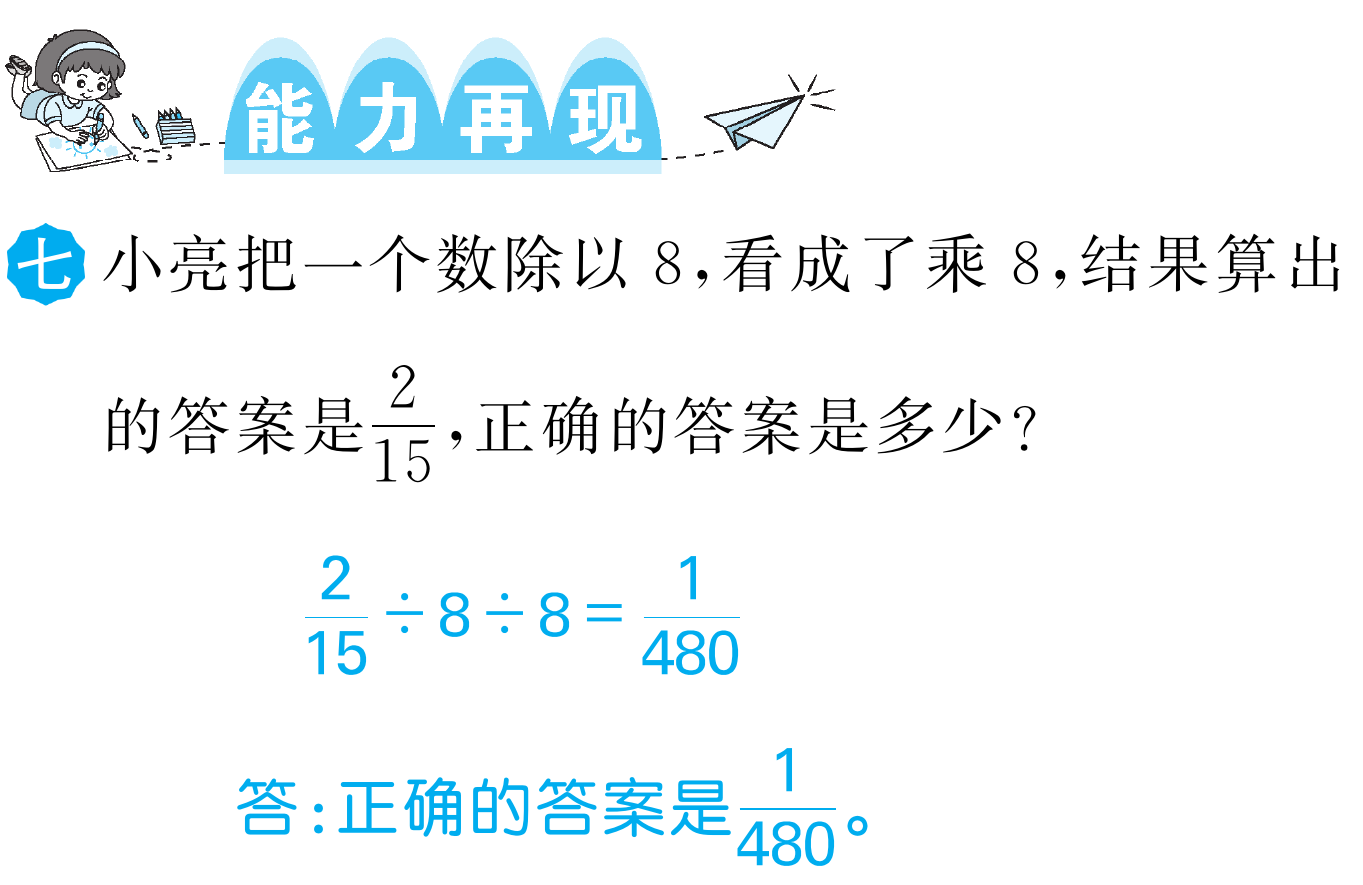 能力再现
七 小亮把一个数除以 8,看成了乘 8,结果算出
的答案是2/15,正确的答案是多少?
2/15÷8÷8=1/480
答:正确的答案是1/480。